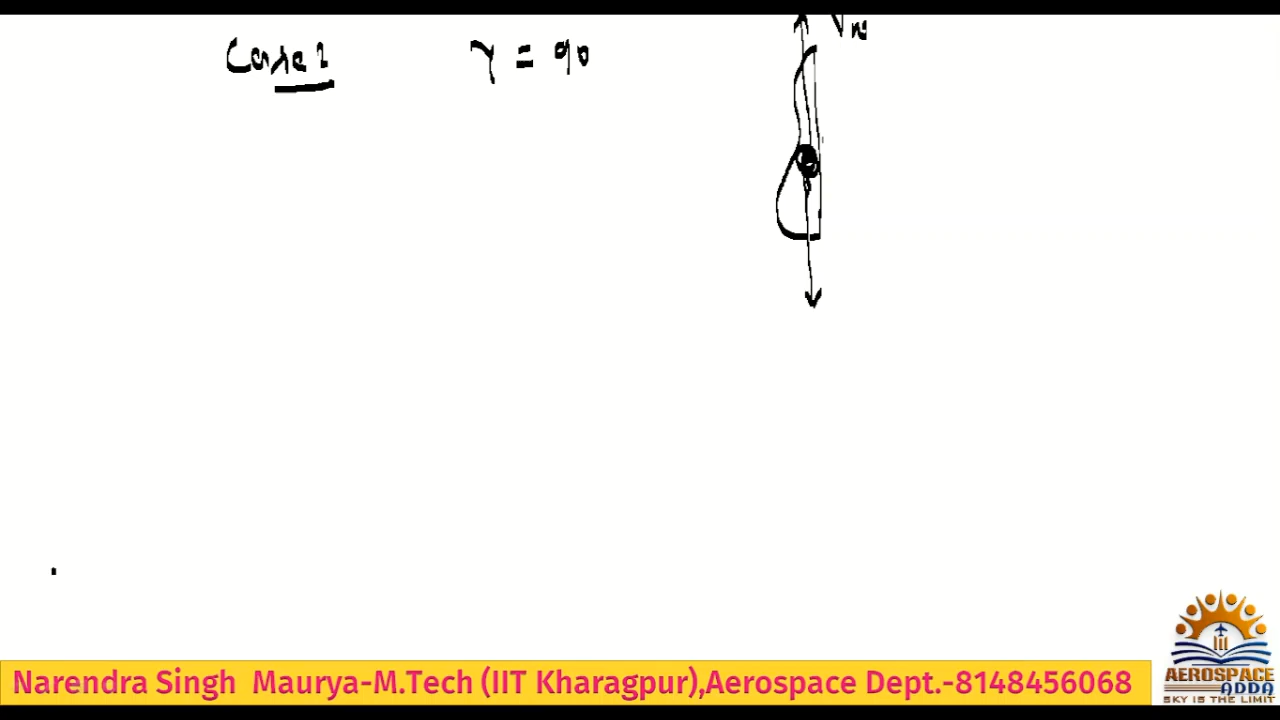 Case 1 γ = 90
V∞
Narendra Singh Maurya-M.Tech (IIT Kharagpur),Aerospace Dept.-8148456068
AEROSPACE
ADDA
SKY IS THE LIMIT